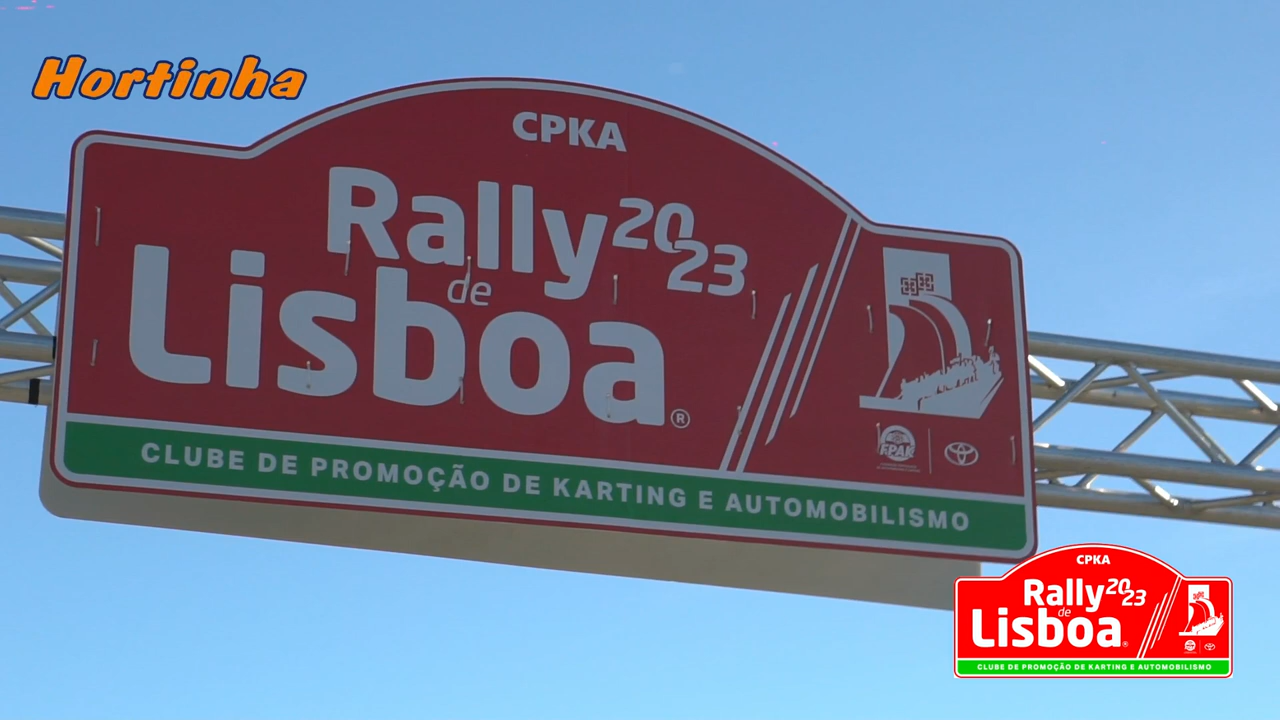 Hortinha
CPKA
Rally 2023
de
Lisboa ®
FPAK
CLUBE DE PROMOÇÃO DE KARTING E AUTOMOBILISMO
CPKA
Rally 2023
de
Lisboa
CLUBE DE PROMOÇÃO DE KARTING E AUTOMOBILISMO